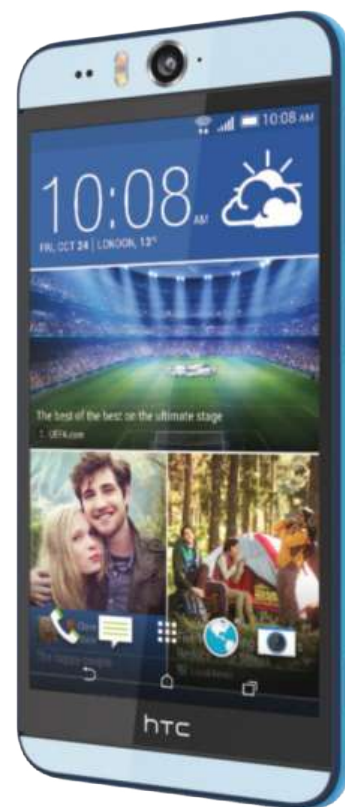 10:08 AM
10:08 AM
FRI, OCT 24 | LONDON, 13°
The best of the best on the ultimate stage
UEFA.com
htc